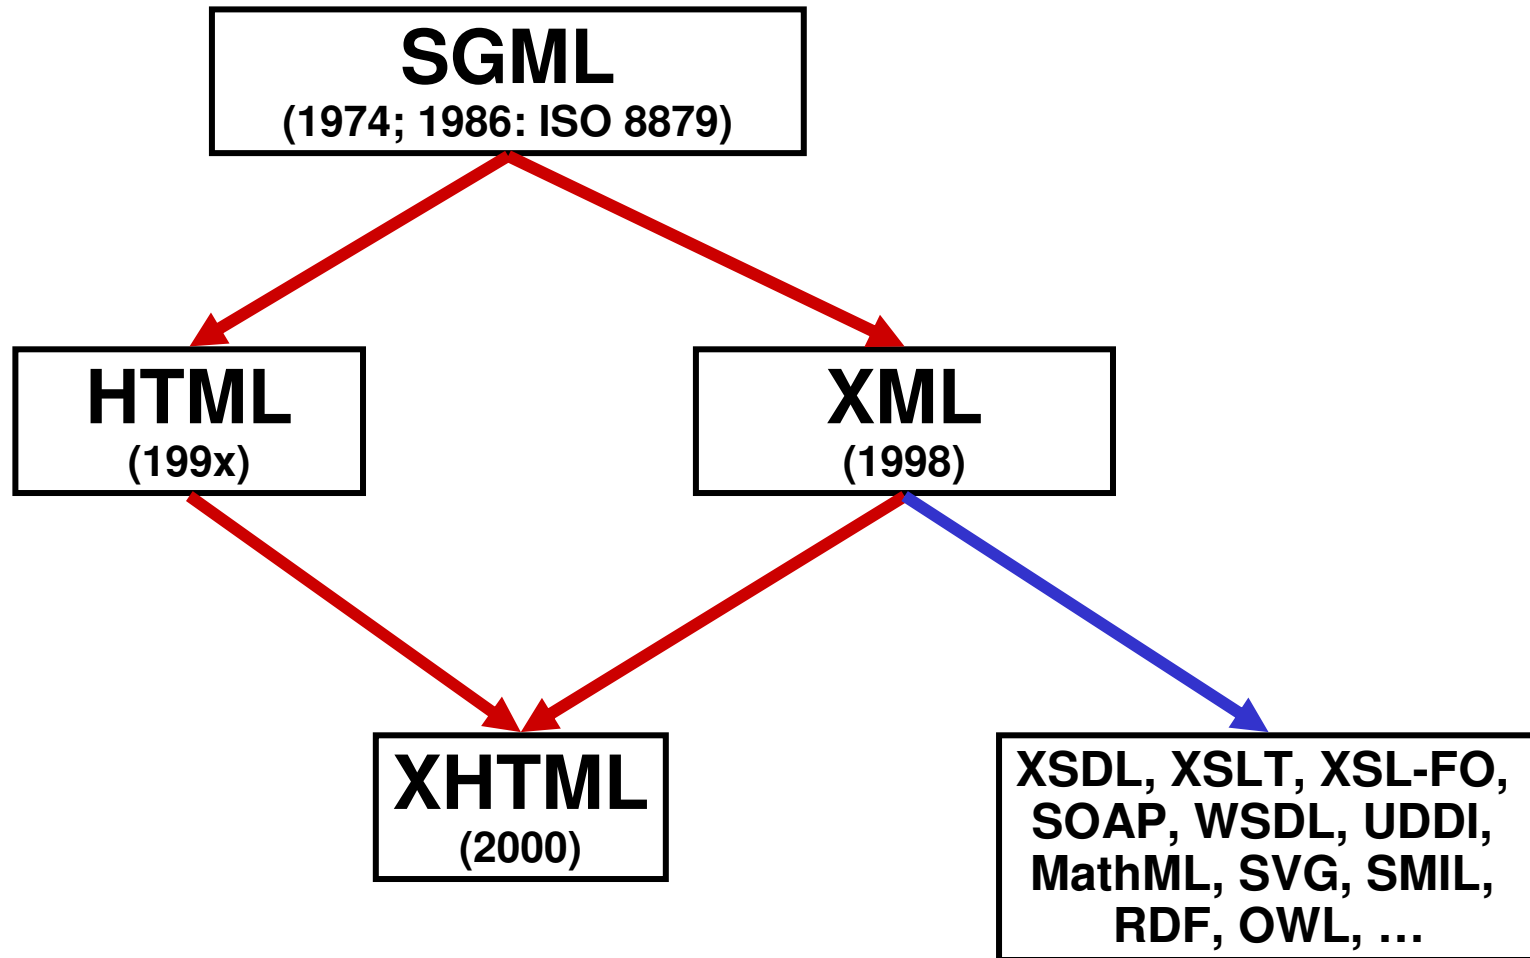 SGML
(1974; 1986: ISO 8879)
HTML
(199x)
XML
(1998)
XHTML
(2000)
XSDL, XSLT, XSL-FO,
SOAP, WSDL, UDDI,
MathML, SVG, SMIL,
RDF, OWL, …